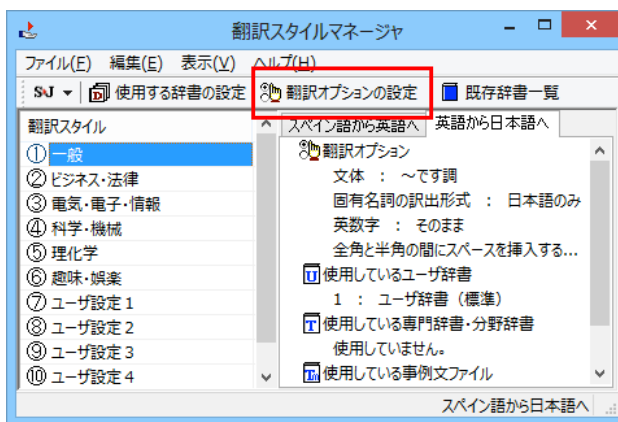 翻訳スタイルマネージャ
ファイル(F) 編集(E) 表示(V) ヘルプ(H)
SりJ 使用する辞書の設定 翻訳オプションの設定 既存辞書一覧
翻訳スタイル
スペイン語から英語へ 英語から日本語へ
① 一般
② ビジネス・法律
③ 電気・電子・情報
④ 科学・機械
⑤ 理化学
⑥ 趣味・娯楽
⑦ ユーザ設定 1
⑧ ユーザ設定 2
⑨ ユーザ設定 3
⑩ ユーザ設定 4
翻訳オプション
文体 : ～です調
固有名詞の訳出形式 : 日本語のみ
英数字 : そのまま
全角と半角の間にスペースを挿入する...
U 使用しているユーザ辞書
1 : ユーザ辞書（標準）
T 使用している専門辞書・分野辞書
使用していません。
Tm 使用している事例文ファイル
スペイン語から日本語へ